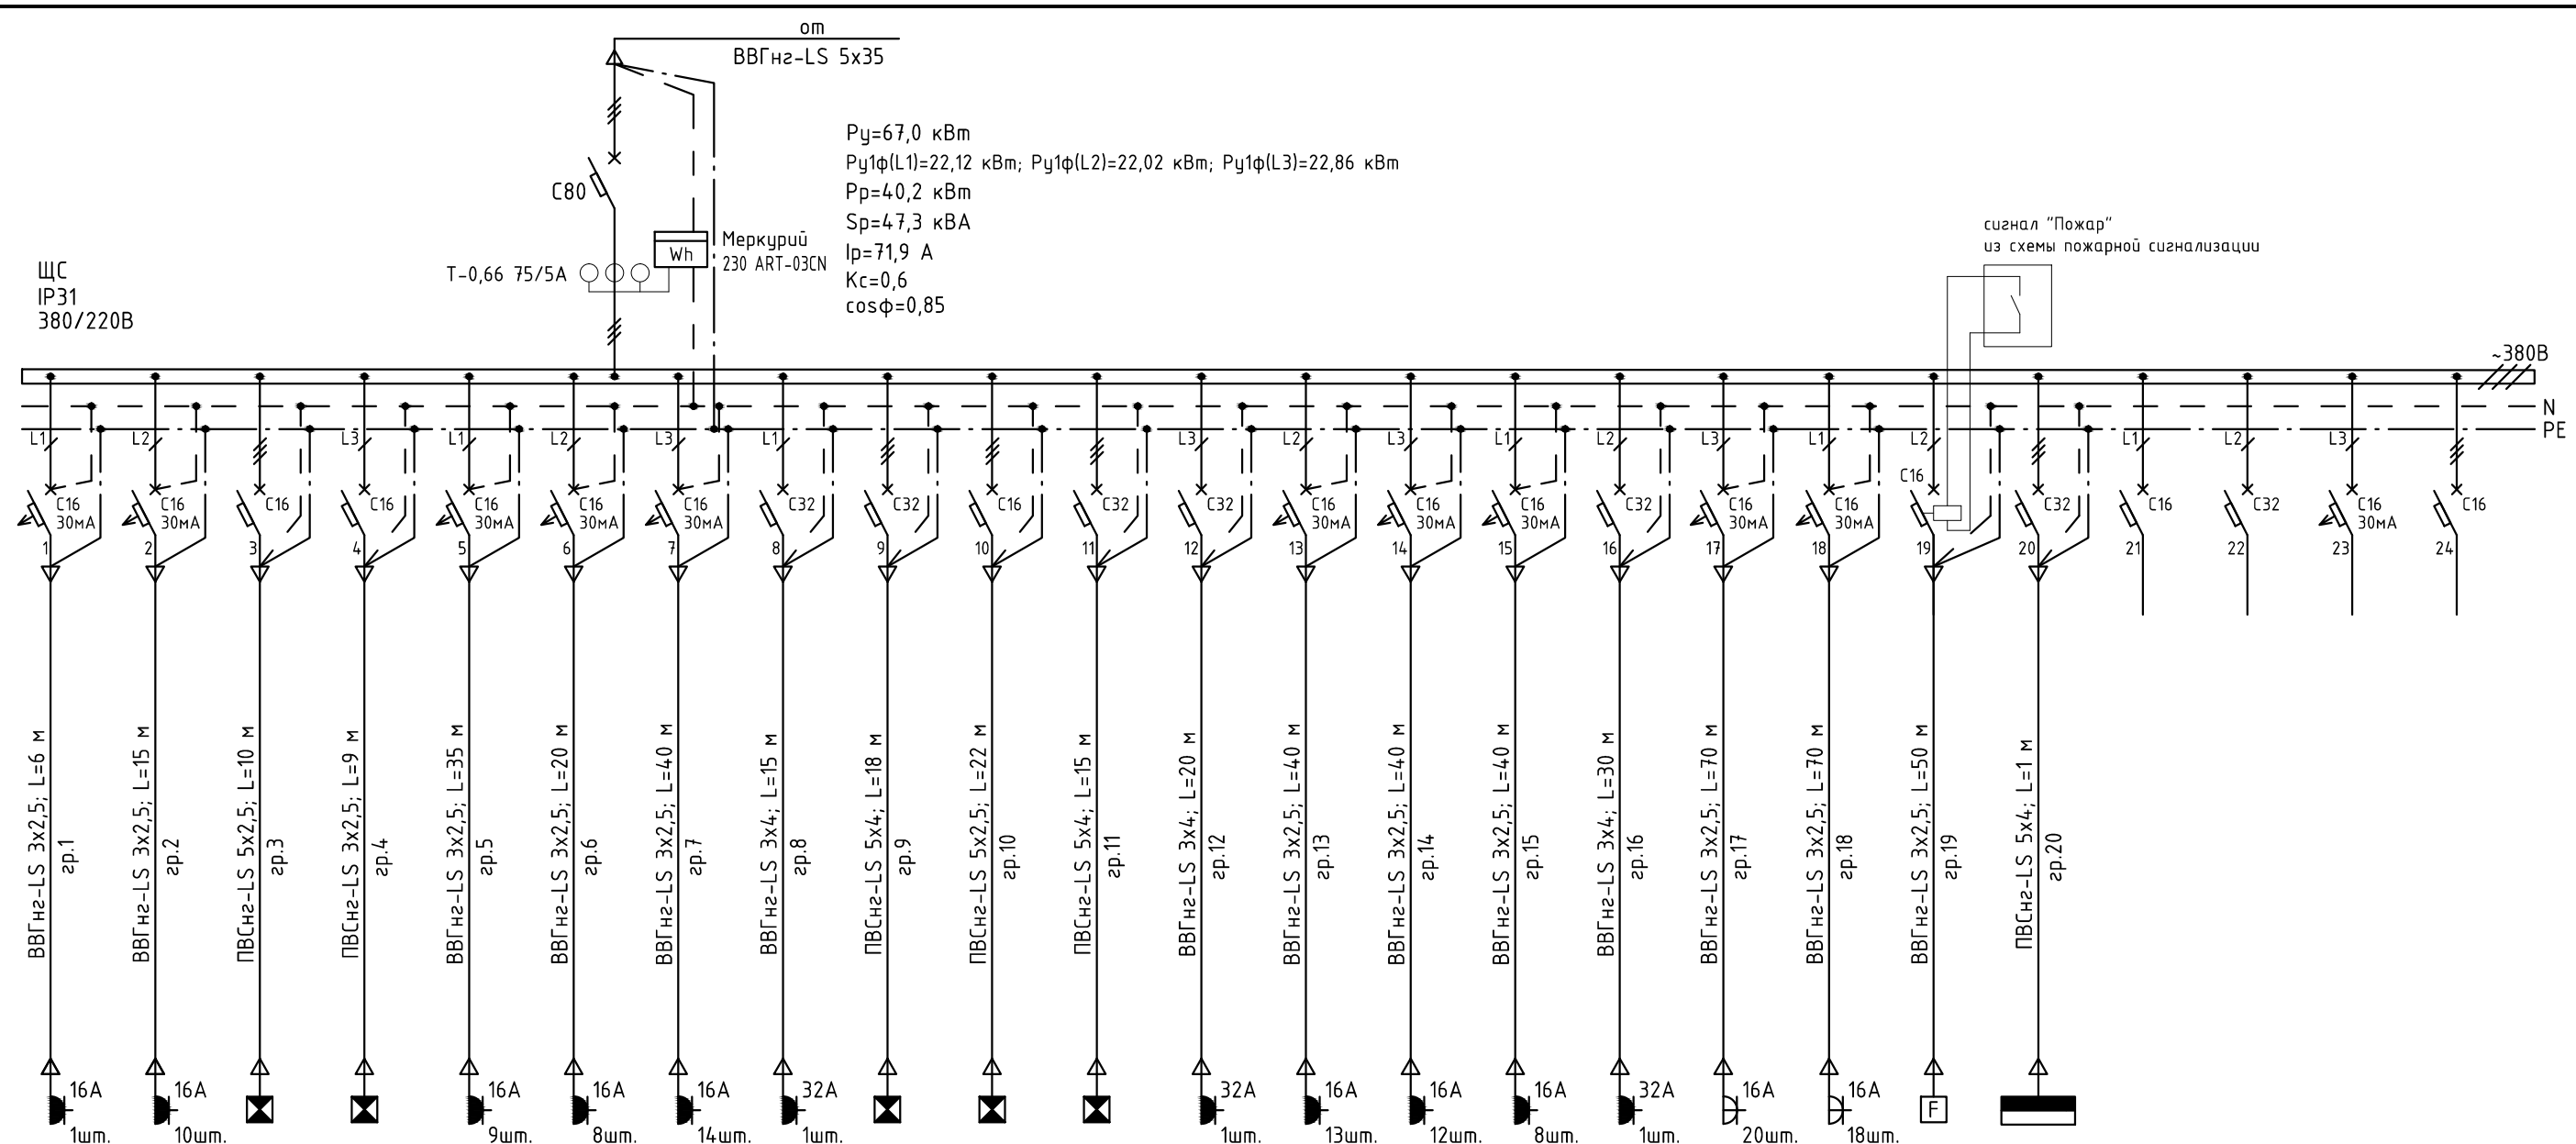 от
ВВГнг-LS 5х35
Ру=67,0 кВт
Ру1ф(L1)=22,12 кВт; Ру1ф(L2)=22,02 кВт; Ру1ф(L3)=22,86 кВт
Рр=40,2 кВт
Sр=47,3 кВА
Iр=71,9 А
Кс=0,6
cosφ=0,85
С80
Wh
Меркурий
230 ART-03CN
Т-0,66 75/5А
ЩС
IP31
380/220В
сигнал "Пожар"
из схемы пожарной сигнализации
~380В
N
PE
L1
L2
L3
L1
L2
L3
L1
L3
L2
L3
L1
L2
L3
L1
L2
L1
L2
L3
С16
30мА
1
С16
30мА
2
С16
3
С16
4
С16
30мА
5
С16
30мА
6
С16
30мА
7
С32
8
С32
9
С16
10
С16
30мА
11
С32
12
С16
30мА
13
С16
30мА
14
С16
30мА
15
С32
16
С16
30мА
17
С16
30мА
18
С16
19
С32
20
С16
21
С32
22
С16
30мА
23
С16
24
ВВГнг-LS 3х2,5; L=6 м
гр.1
ВВГнг-LS 3х2,5; L=15 м
гр.2
ПВСнг-LS 5х2,5; L=10 м
гр.3
ПВСнг-LS 3х2,5; L=9 м
гр.4
ВВГнг-LS 3х2,5; L=35 м
гр.5
ВВГнг-LS 3х2,5; L=20 м
гр.6
ВВГнг-LS 3х2,5; L=40 м
гр.7
ВВГнг-LS 3х4; L=15 м
гр.8
ПВСнг-LS 5х4; L=18 м
гр.9
ПВСнг-LS 5х2,5; L=22 м
гр.10
ПВСнг-LS 5х4; L=15 м
гр.11
ВВГнг-LS 3х4; L=20 м
гр.12
ВВГнг-LS 3х2,5; L=40 м
гр.13
ВВГнг-LS 3х2,5; L=40 м
гр.14
ВВГнг-LS 3х2,5; L=40 м
гр.15
ВВГнг-LS 3х4; L=30 м
гр.16
ВВГнг-LS 3х2,5; L=70 м
гр.17
ВВГнг-LS 3х2,5; L=70 м
гр.18
ВВГнг-LS 3х2,5; L=50 м
гр.19
ПВСнг-LS 5х4; L=1 м
гр.20
16А
1шт.
16А
10шт.
16А
9шт.
16А
8шт.
16А
14шт.
32А
1шт.
32А
1шт.
16А
13шт.
16А
12шт.
16А
8шт.
32А
1шт.
16А
20шт.
16А
18шт.
F